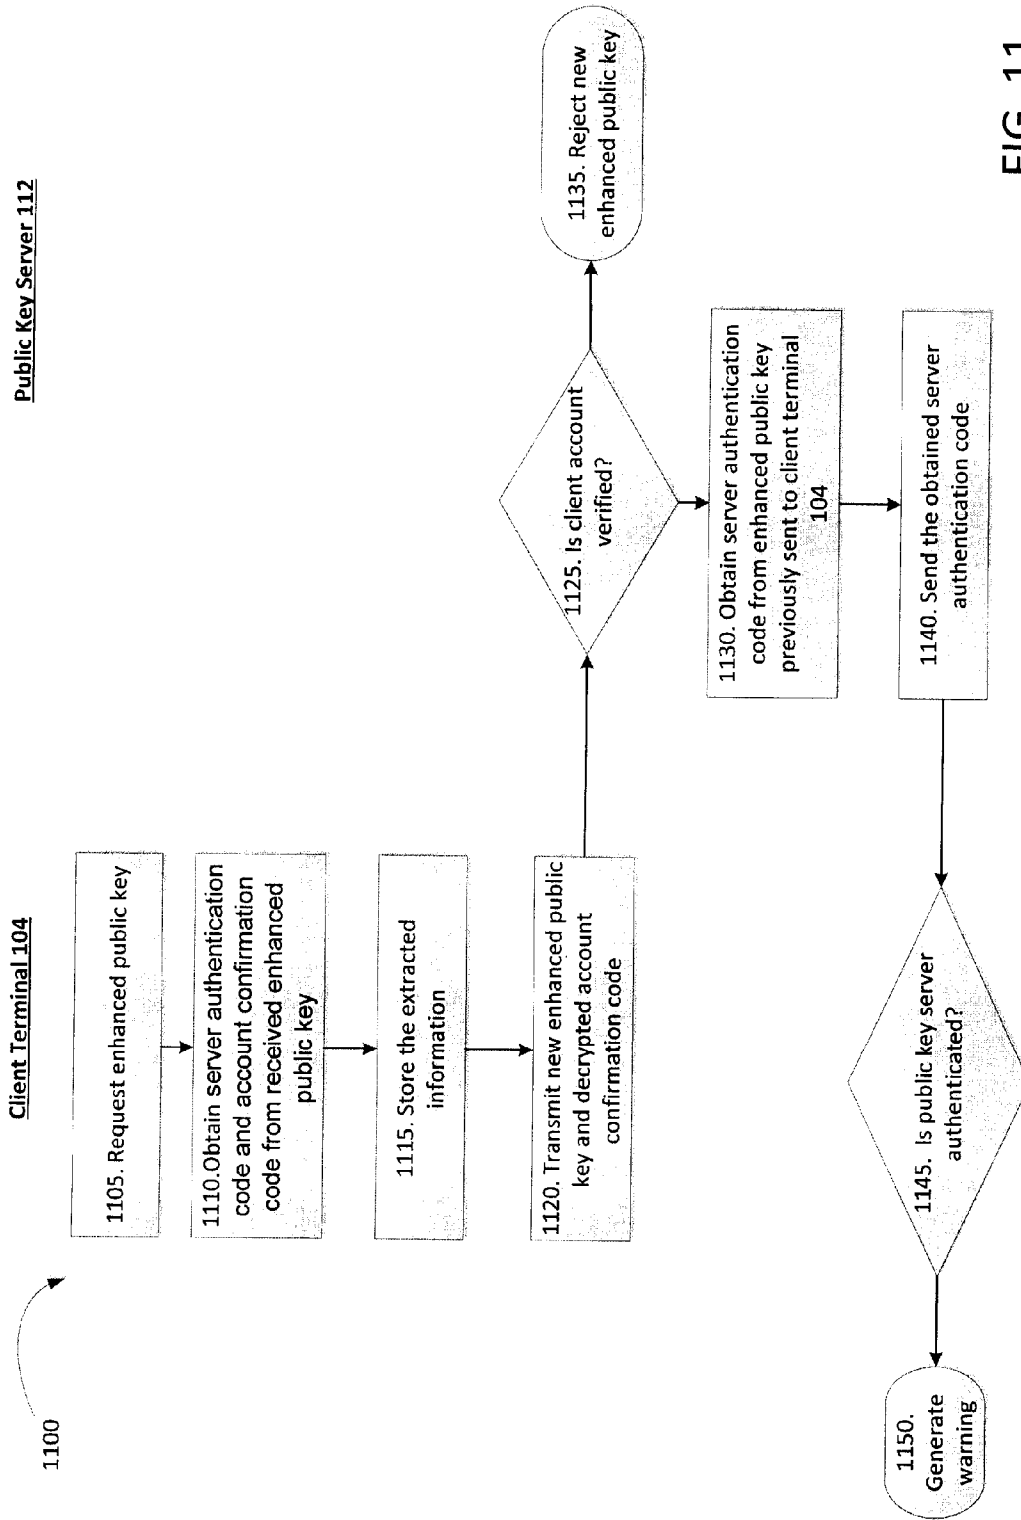 Client Terminal 104
Public Key Server 112
1100
1105. Request enhanced public key
1110.Obtain server authentication
code and account confirmation
code from received enhanced
public key
1115. Store the extracted
information
1120. Transmit new enhanced public
key and decrypted account
confirmation code
1125. Is client account
verified?
1135. Reject new
enhanced public key
1130. Obtain server authentication
code from enhanced public key
previously sent to client terminal
104
1140. Send the obtained server
authentication code
1145. Is public key server
authenticated?
1150.
Generate
warning
FIG. 11